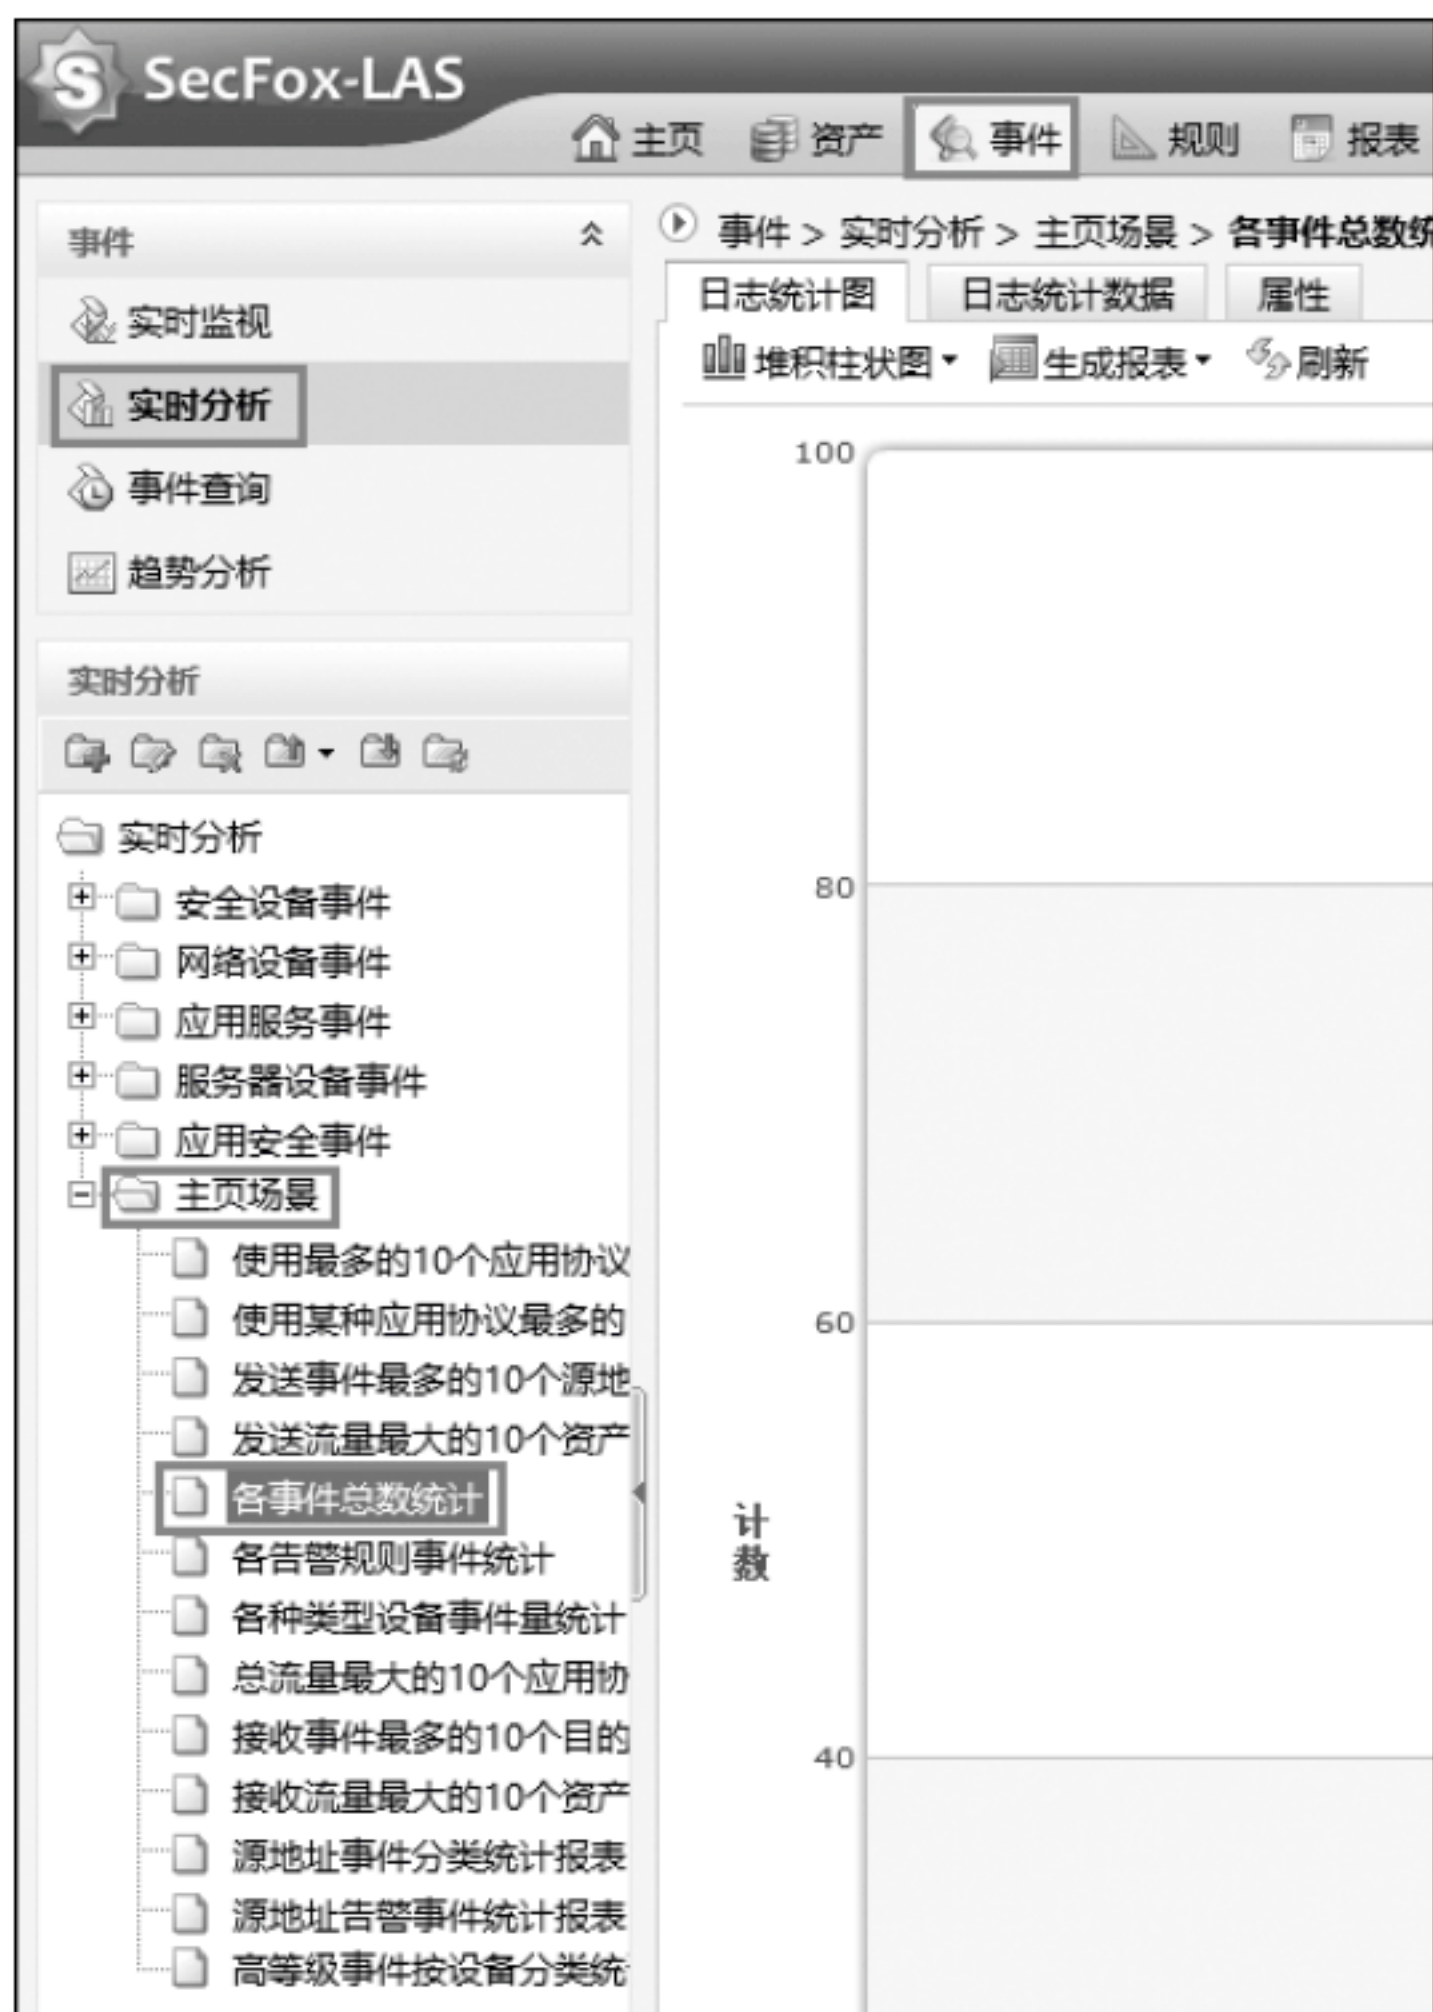 SecFox-LAS
主页 资产 事件 规则 报表
事件
实时监视
实时分析
事件查询
趋势分析
实时分析
实时分析
安全设备事件
网络设备事件
应用服务事件
服务器设备事件
应用安全事件
主页场景
使用最多的10个应用协议
使用某种应用协议最多的
发送事件最多的10个源地
发送流量最大的10个资产
各事件总数统计
各告警规则事件统计
各种类型设备事件量统计
总流量最大的10个应用协
接收事件最多的10个目的
接收流量最大的10个资产
源地址事件分类统计报表
源地址告警事件统计报表
高等级事件按设备分类统
事件 > 实时分析 > 主页场景 > 各事件总数统
日志统计图 日志统计数据 属性
堆积柱状图 生成报表 刷新
100
80
60
计数
40